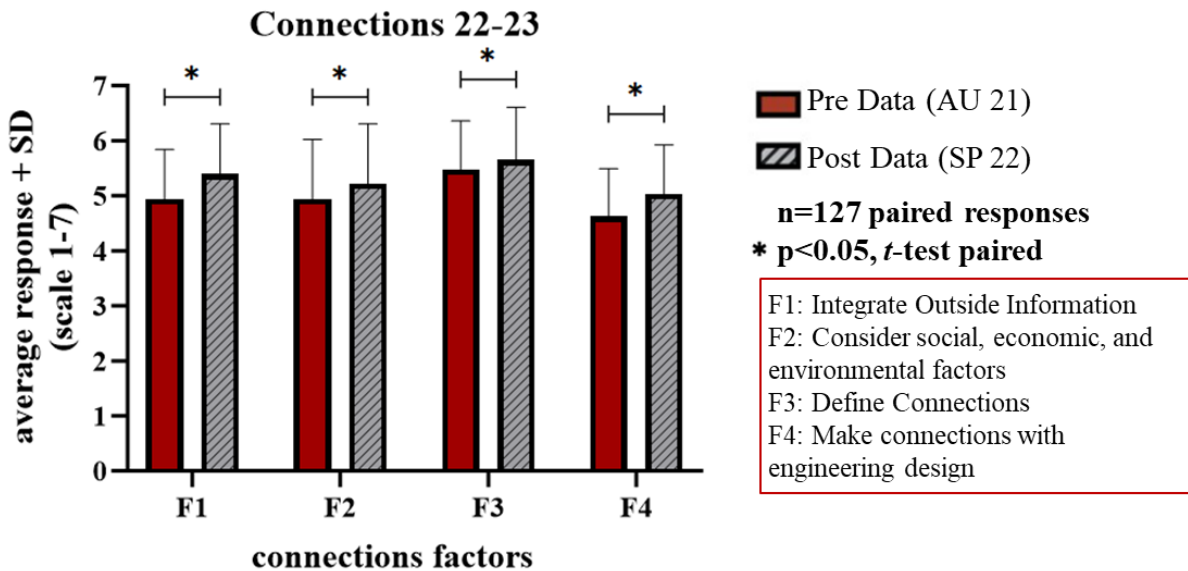 Connections 22-23
average response + SD
(scale 1-7)
7
6
5
4
3
2
1
0
*
*
*
*
F1
F2
F3
F4
connections factors
Pre Data (AU 21)
Post Data (SP 22)
n=127 paired responses
* p<0.05, t-test paired
F1: Integrate Outside Information
F2: Consider social, economic, and
environmental factors
F3: Define Connections
F4: Make connections with
engineering design